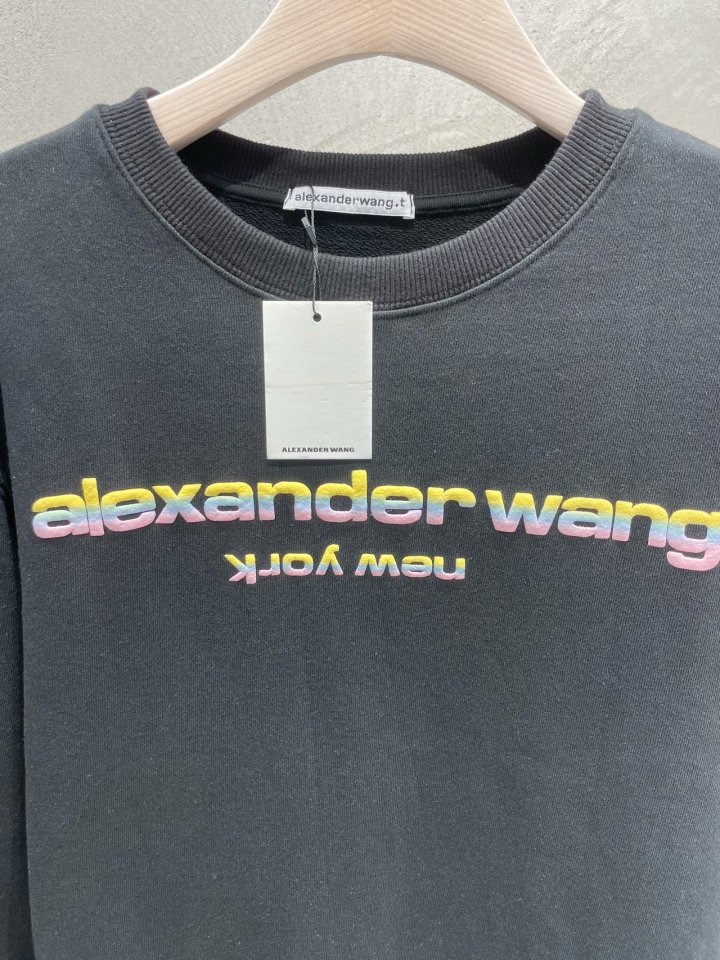 alexanderwang.t
ALEXANDER WANG
alexander wang
new york